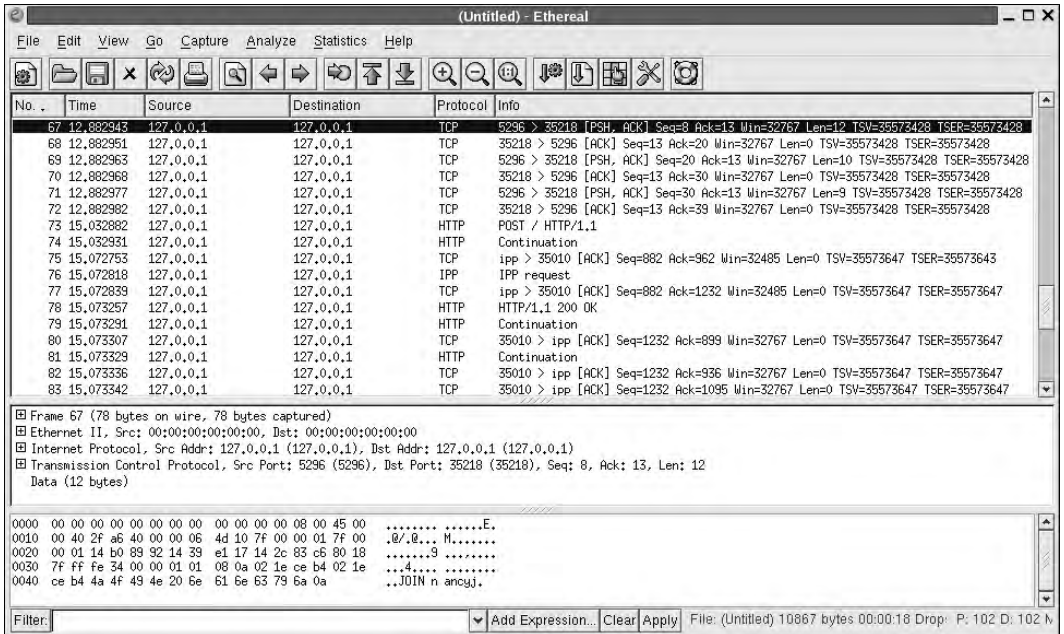 (Untitled) - Ethereal
File Edit View Go Capture Analyze Statistics Help
No. . Time Source Destination Protocol Info
67 12.882943 127.0.0.1 127.0.0.1 TCP 5296 > 35218 [PSH, ACK] Seq=8 Ack=13 Win=32767 Len=12 TSV=35573428 TSER=35573428
68 12.882951 127.0.0.1 127.0.0.1 TCP 35218 > 5296 [ACK] Seq=13 Ack=20 Win=32767 Len=0 TSV=35573428 TSER=35573428
69 12.882963 127.0.0.1 127.0.0.1 TCP 5296 > 35218 [PSH, ACK] Seq=20 Ack=13 Win=32767 Len=10 TSV=35573428 TSER=35573428
70 12.882968 127.0.0.1 127.0.0.1 TCP 35218 > 5296 [ACK] Seq=13 Ack=30 Win=32767 Len=0 TSV=35573428 TSER=35573428
71 12.882977 127.0.0.1 127.0.0.1 TCP 5296 > 35218 [PSH, ACK] Seq=30 Ack=13 Win=32767 Len=9 TSV=35573428 TSER=35573428
72 12.882982 127.0.0.1 127.0.0.1 TCP 35218 > 5296 [ACK] Seq=13 Ack=39 Win=32767 Len=0 TSV=35573428 TSER=35573428
73 15.032882 127.0.0.1 127.0.0.1 HTTP POST / HTTP/1.1
74 15.032931 127.0.0.1 127.0.0.1 HTTP Continuation
75 15.072753 127.0.0.1 127.0.0.1 TCP ipp > 35010 [ACK] Seq=882 Ack=962 Win=32485 Len=0 TSV=35573647 TSER=35573643
76 15.072818 127.0.0.1 127.0.0.1 IPP IPP request
77 15.072839 127.0.0.1 127.0.0.1 TCP ipp > 35010 [ACK] Seq=882 Ack=1232 Win=32485 Len=0 TSV=35573647 TSER=35573647
78 15.073257 127.0.0.1 127.0.0.1 HTTP HTTP/1.1 200 OK
79 15.073291 127.0.0.1 127.0.0.1 HTTP Continuation
80 15.073307 127.0.0.1 127.0.0.1 TCP 35010 > ipp [ACK] Seq=1232 Ack=899 Win=32767 Len=0 TSV=35573647 TSER=35573647
81 15.073329 127.0.0.1 127.0.0.1 HTTP Continuation
82 15.073336 127.0.0.1 127.0.0.1 TCP 35010 > ipp [ACK] Seq=1232 Ack=936 Win=32767 Len=0 TSV=35573647 TSER=35573647
83 15.073342 127.0.0.1 127.0.0.1 TCP 35010 > ipp [ACK] Seq=1232 Ack=1095 Win=32767 Len=0 TSV=35573647 TSER=35573647
Frame 67 (78 bytes on wire, 78 bytes captured)
Ethernet II, Src: 00:00:00:00:00:00, Dst: 00:00:00:00:00:00
Internet Protocol, Src Addr: 127.0.0.1 (127.0.0.1), Dst Addr: 127.0.0.1 (127.0.0.1)
Transmission Control Protocol, Src Port: 5296 (5296), Dst Port: 35218 (35218), Seq: 8, Ack: 13, Len: 12
Data (12 bytes)
0000 00 00 00 00 00 00 00 00 00 00 00 00 08 00 45 00 ........ ......E.
0010 00 40 2f a6 40 00 00 06 4d 10 7f 00 00 01 7f 00 .@/.@... M.......
0020 00 01 14 b0 89 92 14 39 e1 17 14 2c 83 c6 80 18 .......9 ...,....
0030 7f ff fe 34 00 00 01 01 08 0a 02 1e ce b4 02 1e ...4.... ........
0040 ce b4 4a 4f 49 4e 20 6e 61 6e 63 79 6a 0a ..JOIN n ancyj.
Filter: Add Expression... Clear Apply File: (Untitled) 10867 bytes 00:00:18 Drop P: 102 D: 102 M